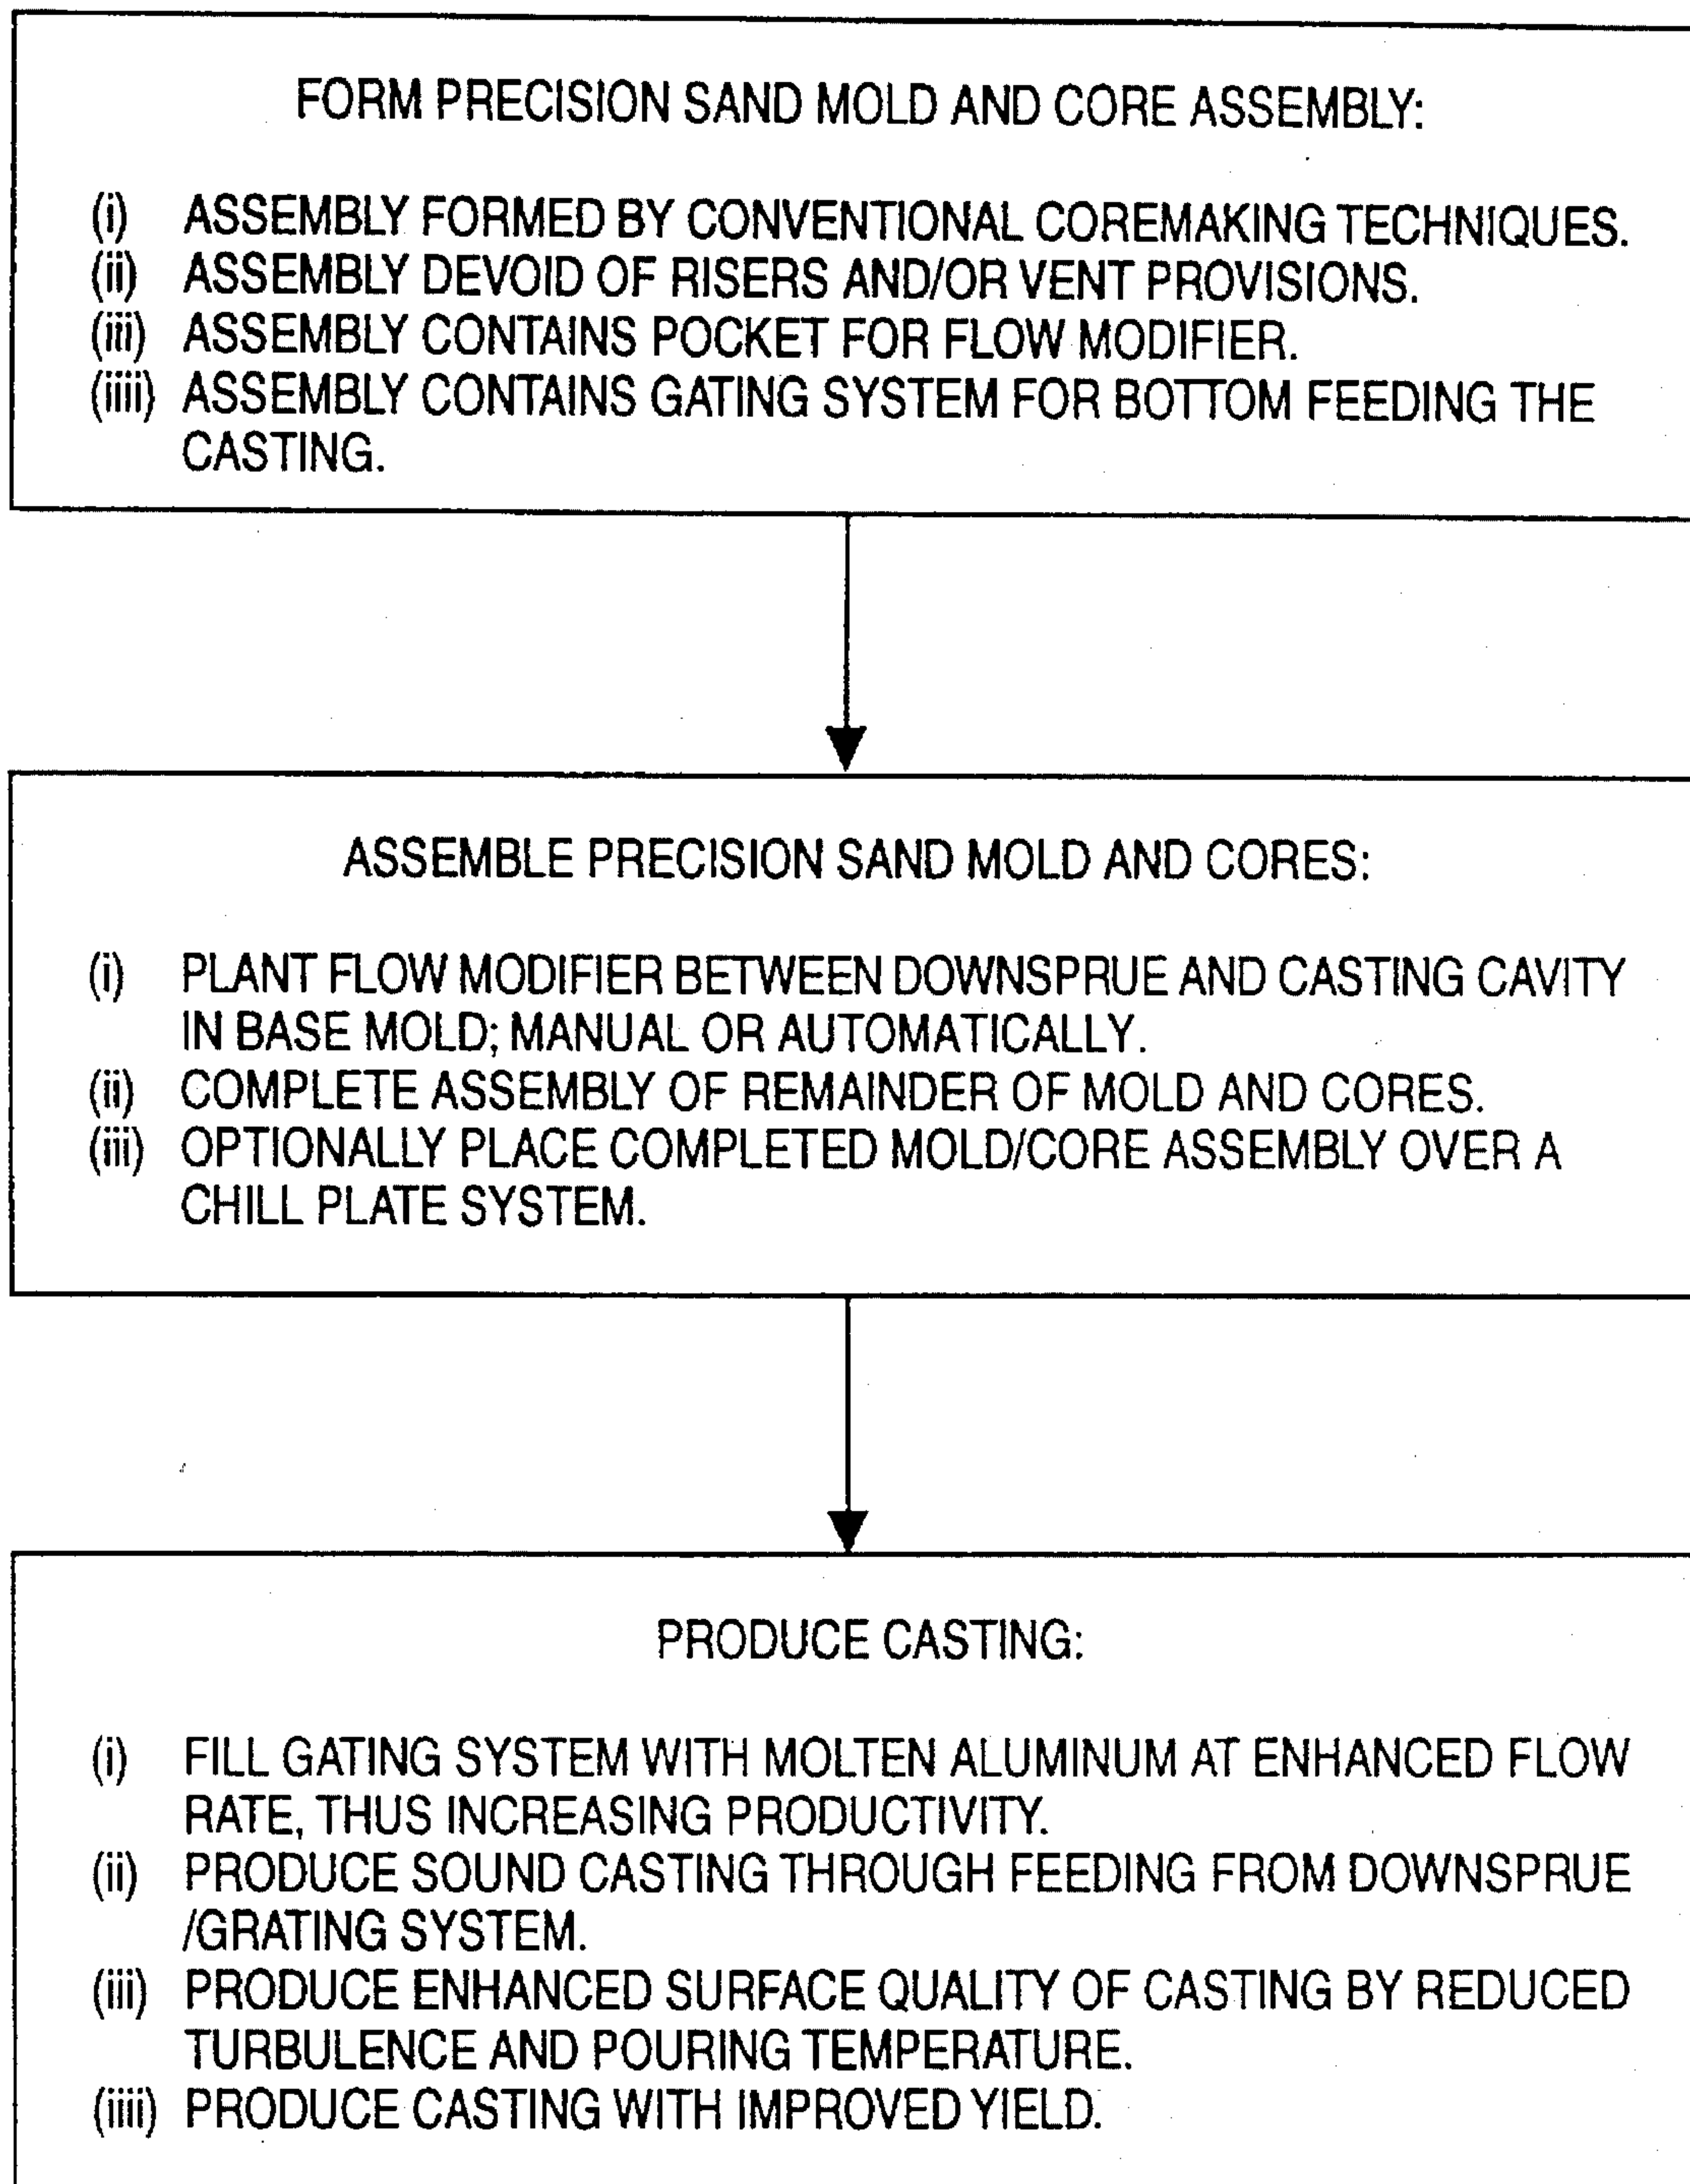 FORM PRECISION SAND MOLD AND CORE ASSEMBLY:
(i) ASSEMBLY FORMED BY CONVENTIONAL COREMAKING TECHNIQUES.
(ii) ASSEMBLY DEVOID OF RISERS AND/OR VENT PROVISIONS.
(iii) ASSEMBLY CONTAINS POCKET FOR FLOW MODIFIER.
(iiii) ASSEMBLY CONTAINS GATING SYSTEM FOR BOTTOM FEEDING THE
CASTING.
ASSEMBLE PRECISION SAND MOLD AND CORES:
(i) PLANT FLOW MODIFIER BETWEEN DOWNSPRUE AND CASTING CAVITY
IN BASE MOLD; MANUAL OR AUTOMATICALLY.
(ii) COMPLETE ASSEMBLY OF REMAINDER OF MOLD AND CORES.
(iii) OPTIONALLY PLACE COMPLETED MOLD/CORE ASSEMBLY OVER A
CHILL PLATE SYSTEM.
PRODUCE CASTING:
(i) FILL GATING SYSTEM WITH MOLTEN ALUMINUM AT ENHANCED FLOW
RATE, THUS INCREASING PRODUCTIVITY.
(ii) PRODUCE SOUND CASTING THROUGH FEEDING FROM DOWNSPRUE
/GRATING SYSTEM.
(iii) PRODUCE ENHANCED SURFACE QUALITY OF CASTING BY REDUCED
TURBULENCE AND POURING TEMPERATURE.
(iiii) PRODUCE CASTING WITH IMPROVED YIELD.